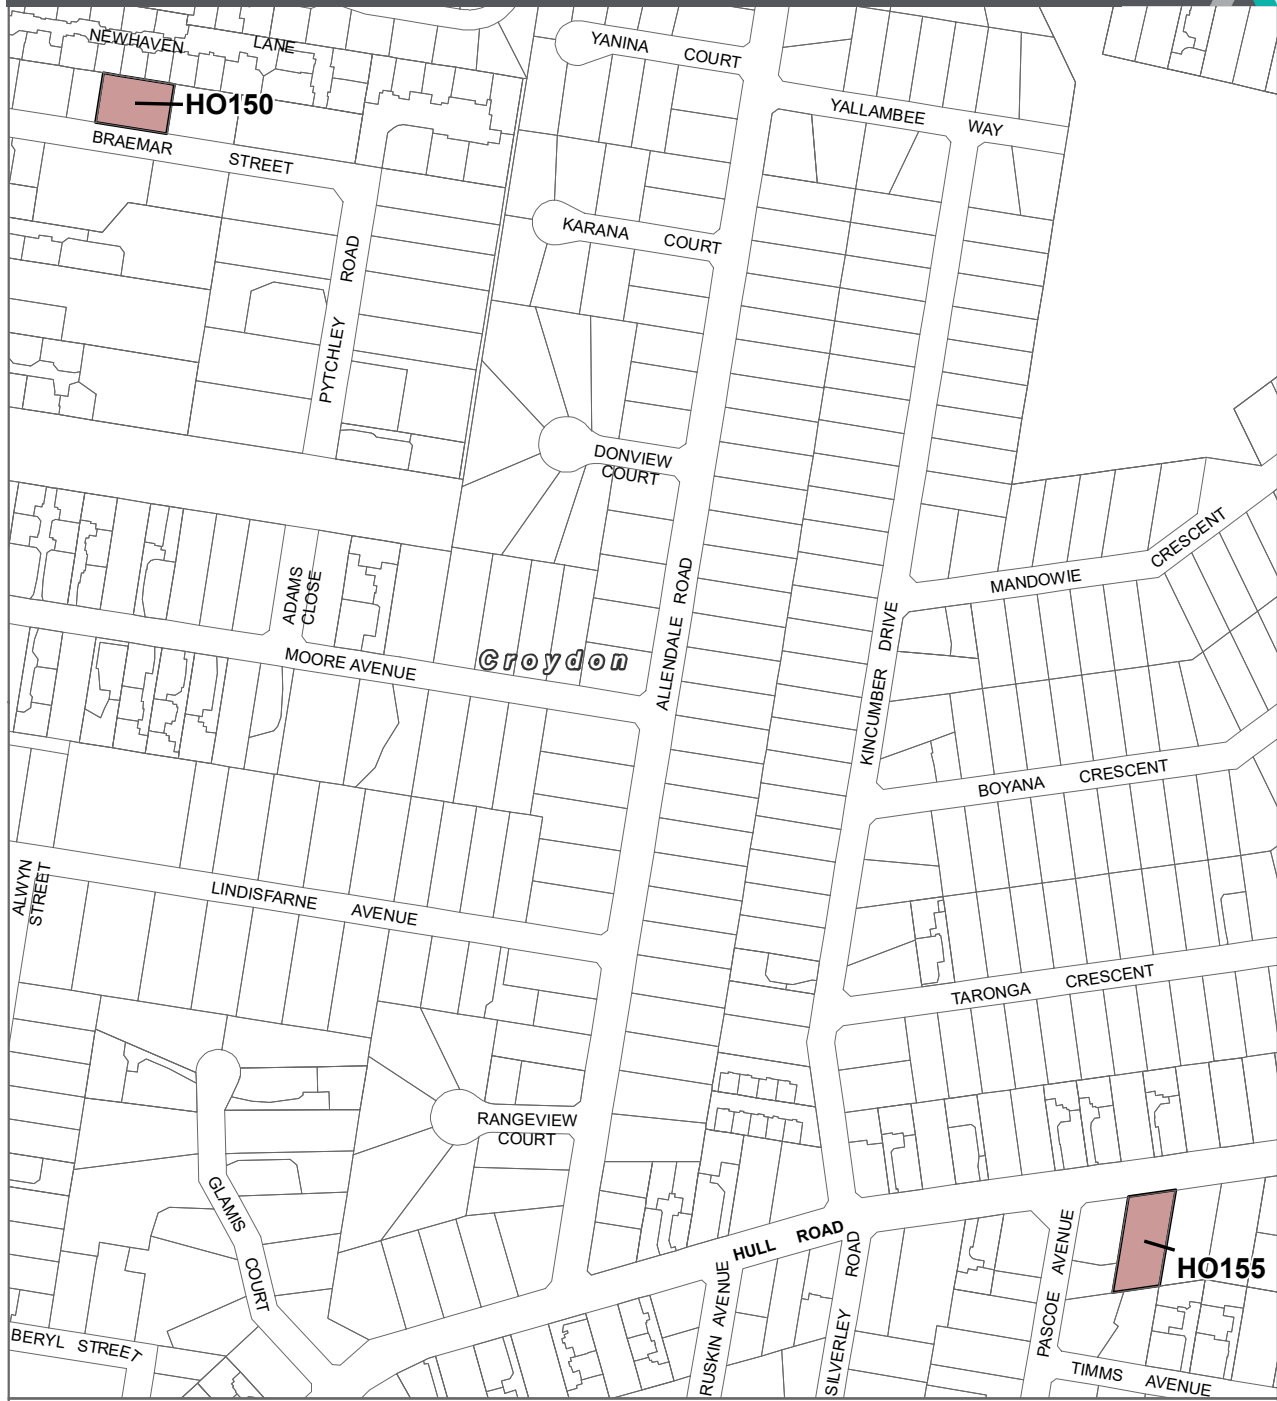 NEWHAVEN LANE
YANINA COURT
HO150
YALLAMBEE WAY
BRAEMAR STREET
KARANA COURT
PYTCHLEY ROAD
DONVIEW
COURT
CRESCENT
MANDOWIE
ADAMS
CLOSE
ALLENDALE ROAD
KINCUMBER DRIVE
MOORE AVENUE
Croydon
BOYANA CRESCENT
ALWYN
STREET
LINDISFARNE AVENUE
TARONGA CRESCENT
RANGEVIEW
COURT
GLAMIS COURT
HULL ROAD
HO155
PASCOE AVENUE
RUSKIN AVENUE
SILVERLEY ROAD
BERYL STREET
TIMMS AVENUE